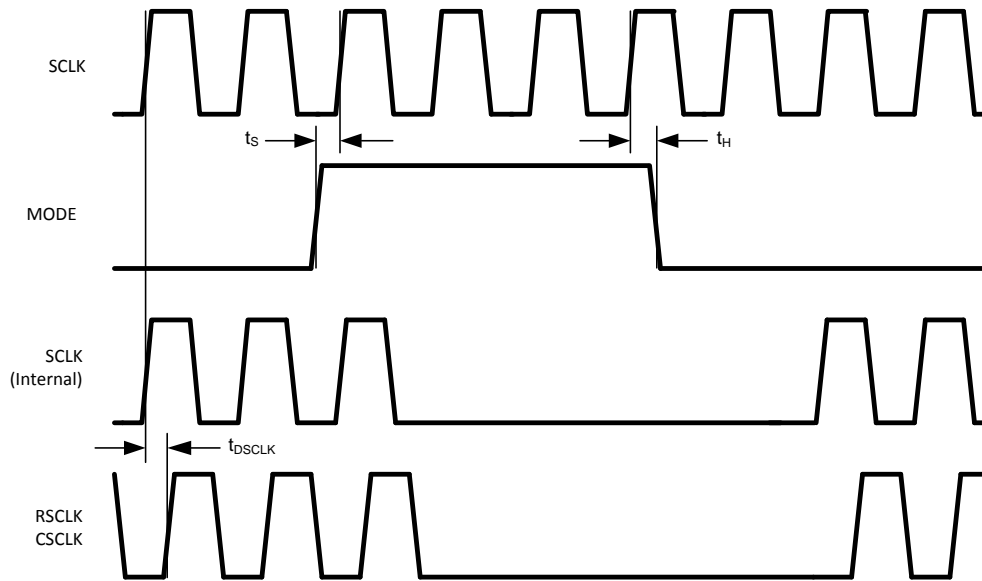 SCLK
tS
tH
MODE
SCLK
(Internal)
tDSCLK
RSCLK
CSCLK